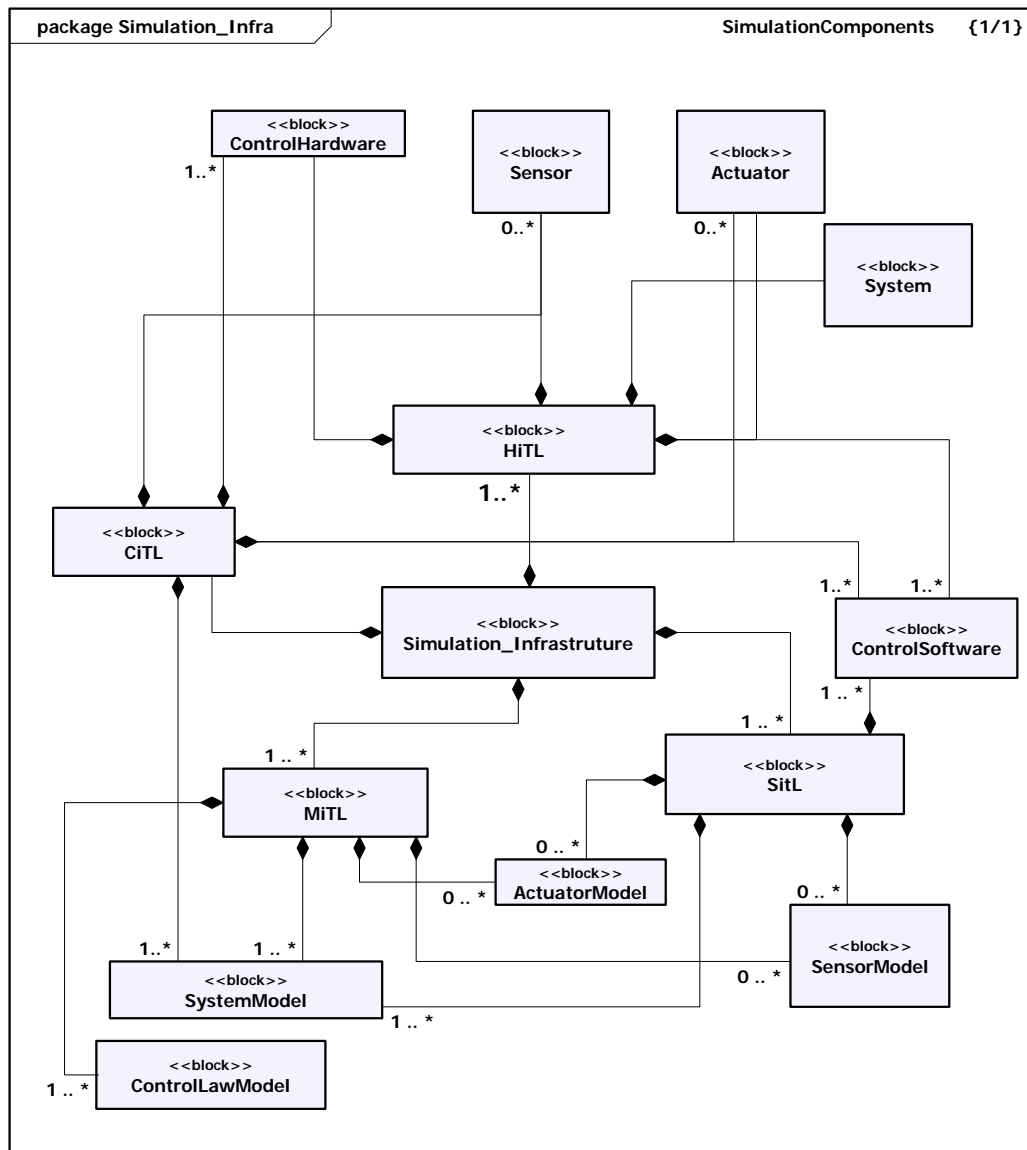 package Simulation_Infra
SimulationComponents {1/1}
<<block>>
ControlHardware
1..*
<<block>>
Sensor
0..*
<<block>>
Actuator
0..*
<<block>>
System
<<block>>
HiTL
1..*
<<block>>
CiTL
<<block>>
Simulation_Infrastruture
1..*
1..*
<<block>>
ControlSoftware
1 .. *
1 .. *
1 .. *
<<block>>
MiTL
<<block>>
SitL
0 .. *
<<block>>
ActuatorModel
0 .. *
0 .. *
<<block>>
SensorModel
0 .. *
1..*
1 .. *
<<block>>
SystemModel
1 .. *
<<block>>
ControlLawModel
1 .. *